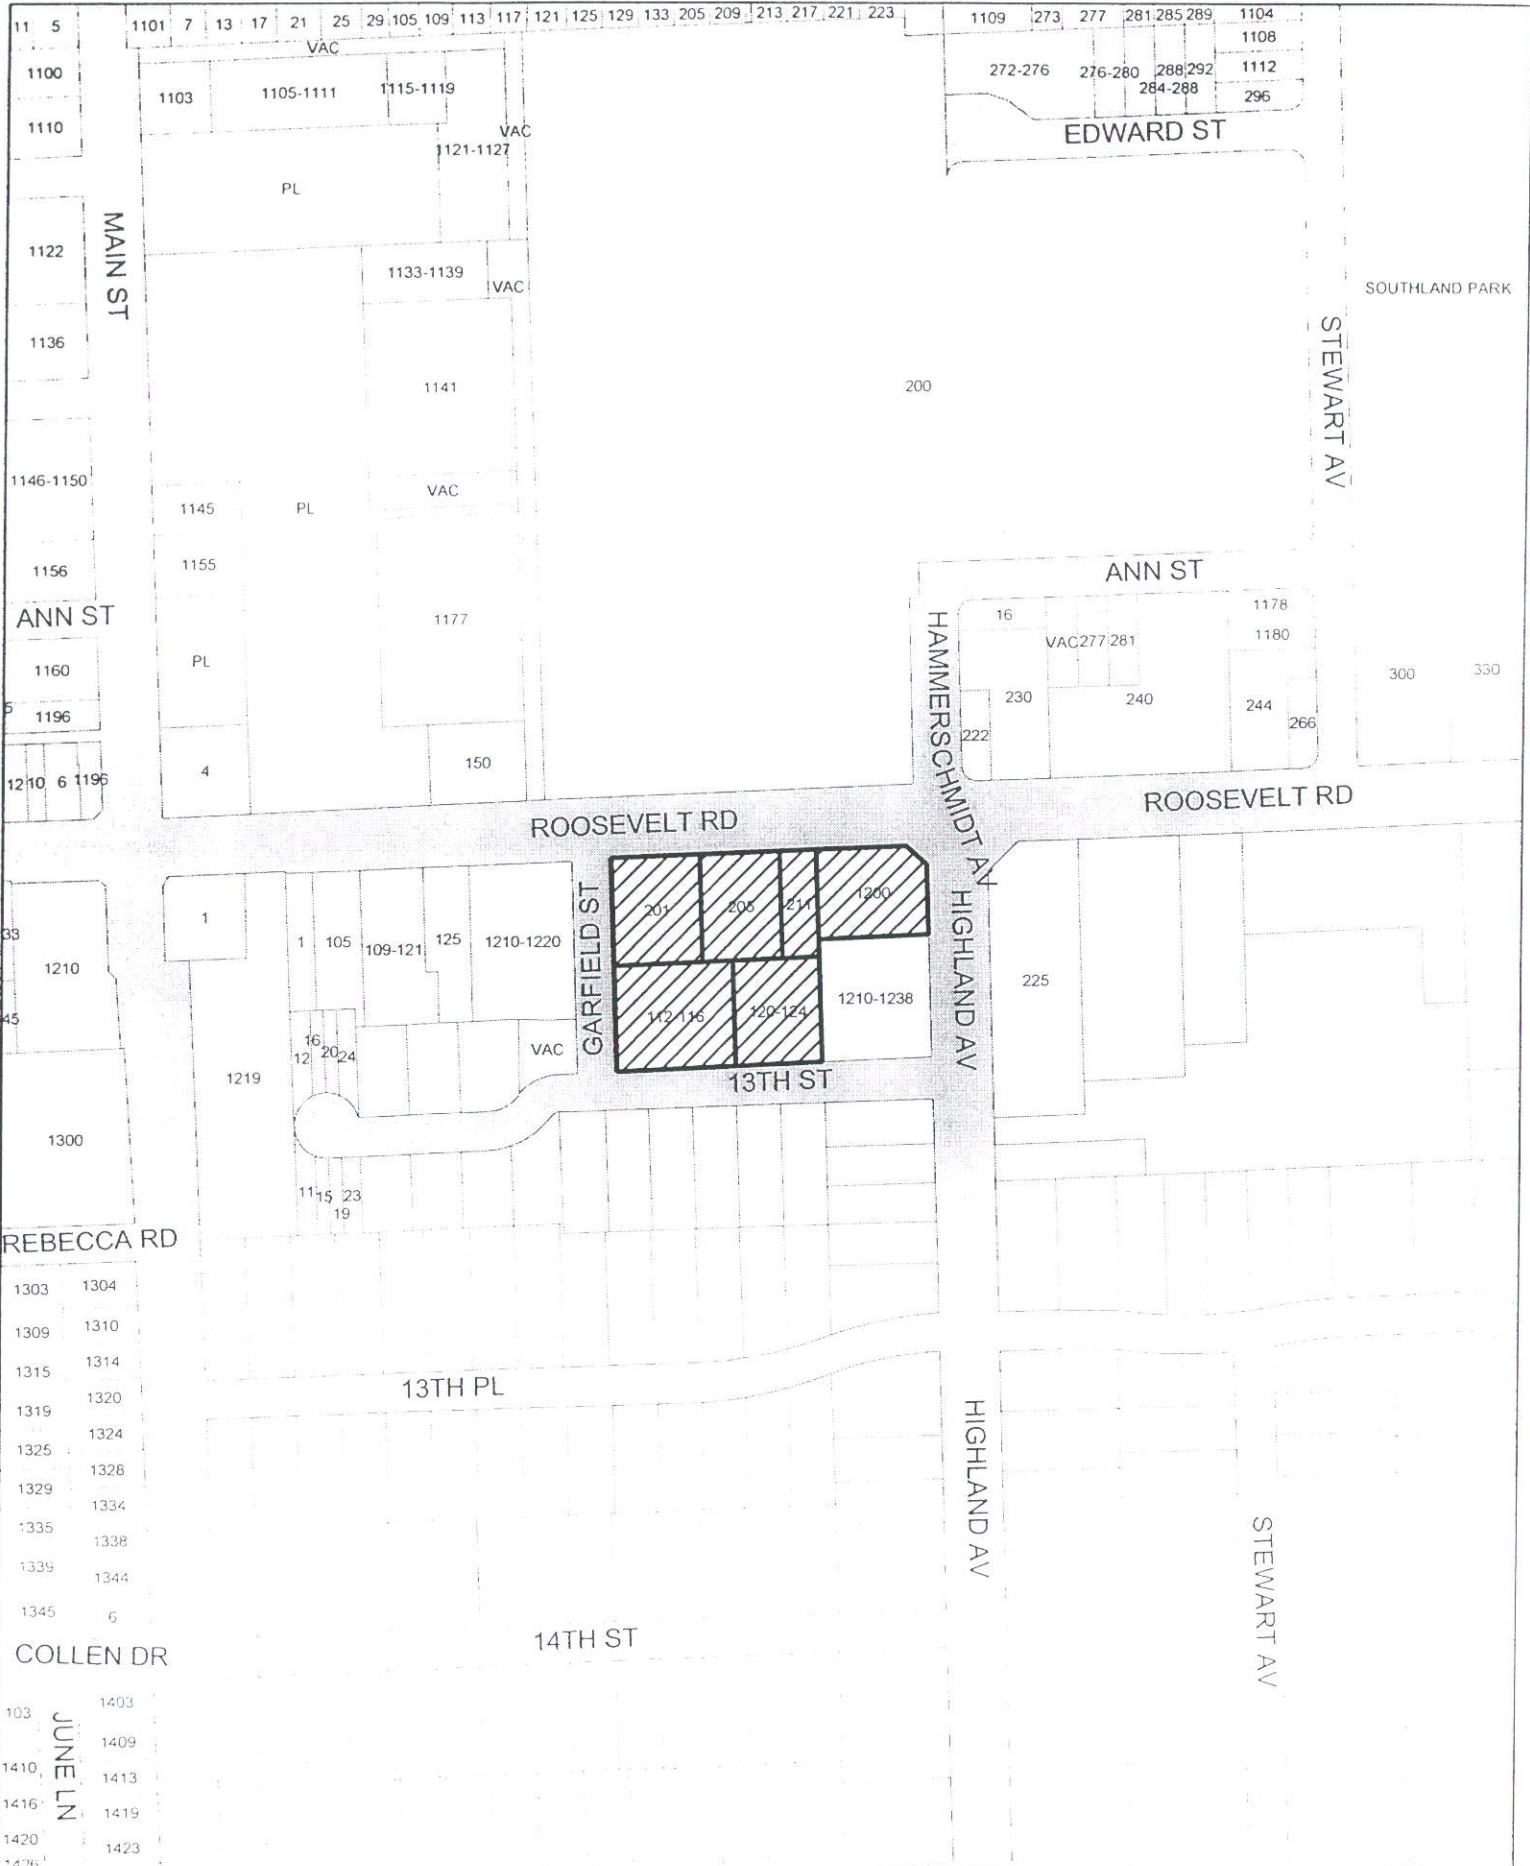 11 5 1101 7 13 17 21 25 29 105 109 113 117 121 125 129 133 205 209 213 217 221 223 1109 273 277 281 285 289 1104
VAC
1108
1100
1103
1105-1111
1115-1119
272-276
276-280
288 292
1112
284-288
296
1110
VAC
EDWARD ST
1121-1127
PL
MAIN ST
1122
1133-1139
VAC
SOUTHLAND PARK
1136
STEWART AV
1141
200
1146-1150
VAC
1145
PL
1155
1156
ANN ST
ANN ST
1177
16
1178
HAMMERSCHMIDT AV
VAC 277 281
1180
1160
PL
230
240
244
300
330
5
1196
222
266
12 10 6 1196
4
150
ROOSEVELT RD
ROOSEVELT RD
1
1
105
109-121
125
1210-1220
GARFIELD ST
201
205
211
1200
HIGHLAND AV
33
1210
225
45
112-116
120-124
1210-1238
16
12
20
24
VAC
1219
13TH ST
1300
11
15
23
19
REBECCA RD
1303 1304
1309 1310
1315 1314
1319 1320
13TH PL
1325 1324
1329 1328
1335 1334
1339 1338
1345 1344
6
HIGHLAND AV
STEWART AV
COLLEN DR
14TH ST
103 1403
JUNE LN
1409
1410 1413
1416 1419
1420 1423
1426